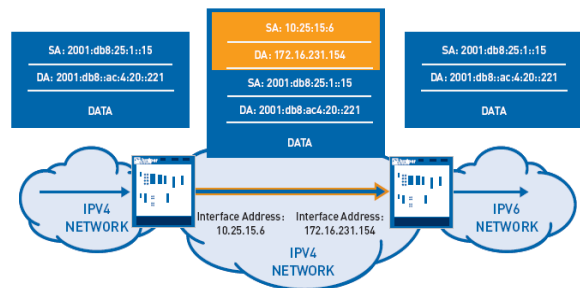 SA: 2001:db8:25:1::15
DA: 2001:db8::ac:4:20::221
DATA
SA: 10:25:15:6
DA: 172.16.231.154
SA: 2001:db8:25:1::15
DA: 2001:db8:ac4:20::221
DATA
SA: 2001:db8:25:1::15
DA: 2001:db8::ac:4:20::221
DATA
IPV4
NETWORK
Interface Address:
10.25.15.6
Interface Address:
172.16.231.154
IPV4
NETWORK
IPV6
NETWORK